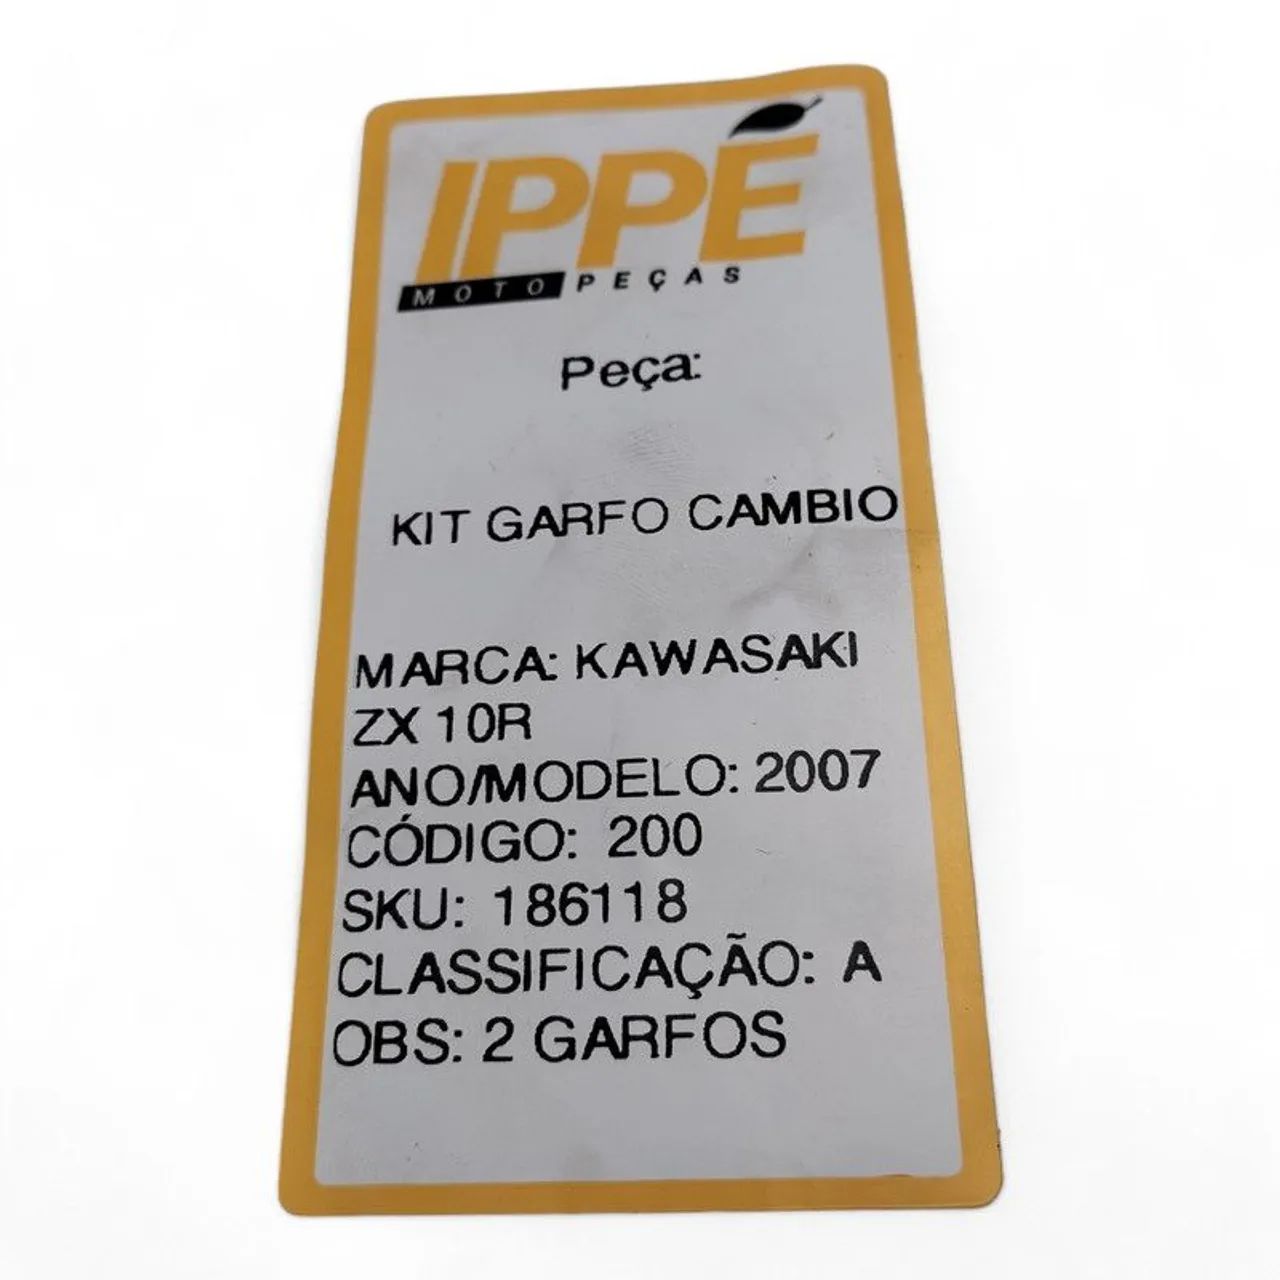 IPPÉ
MOTO PEÇAS
Peça:
KIT GARFO CAMBIO
MARCA: KAWASAKI
ZX 10R
ANO/MODELO: 2007
CÓDIGO: 200
SKU: 186118
CLASSIFICAÇÃO: A
OBS: 2 GARFOS